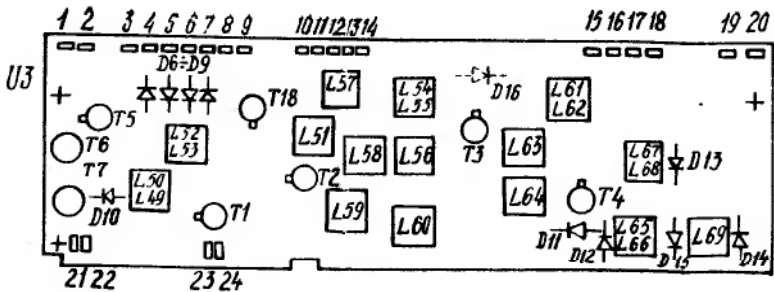 1 2 3 4 5 6 7 8 9 10 11 12 13 14 15 16 17 18 19 20
U3
D6÷D9
D16
T5
T6
T7
T18
L57
L54
L55
L61
L62
L52
L53
L51
L58
L56
T3
L63
L67
L68
D13
L50
L49
D10
T2
T1
L59
L60
L64
T4
D11
D12
L65
L66
D15
L69
D14
21 22 23 24